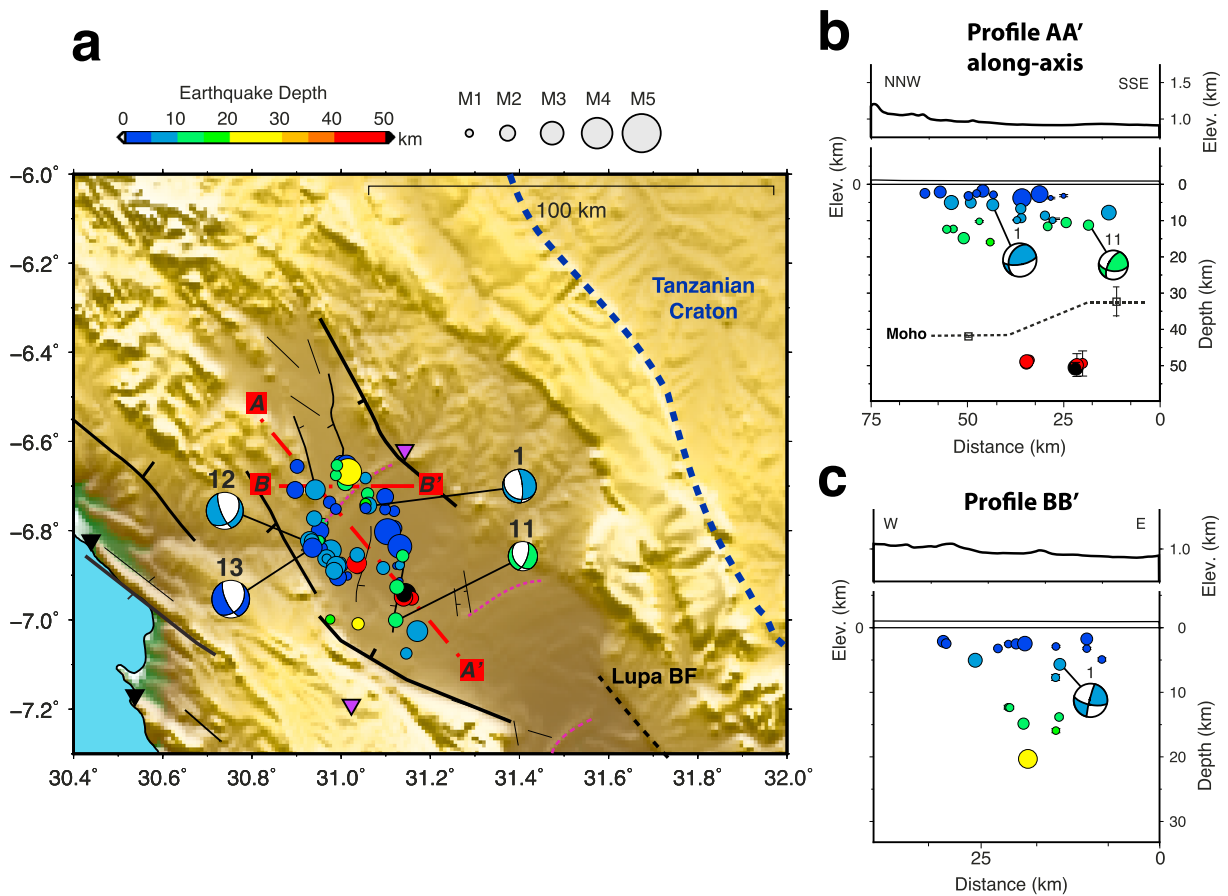 a
Earthquake Depth
0 10 20 30 40 50
km
M1 M2 M3 M4 M5
−6.0˚
−6.2˚
−6.4˚
−6.6˚
−6.8˚
−7.0˚
−7.2˚
30.4˚ 30.6˚ 30.8˚ 31.0˚ 31.2˚ 31.4˚ 31.6˚ 31.8˚ 32.0˚
100 km
Tanzanian
Craton
A
B B'
A'
12
13
1
11
Lupa BF
b
Profile AA’
along-axis
NNW SSE
1.5
1.0
Elev. (km)
Elev. (km)
0 0
10
20
30
40
50
Depth (km)
1
11
Moho
75 50 25 0
Distance (km)
c
Profile BB’
W E
1.0
Elev. (km)
Elev. (km)
0 0
10
20
30
Depth (km)
1
25 0
Distance (km)